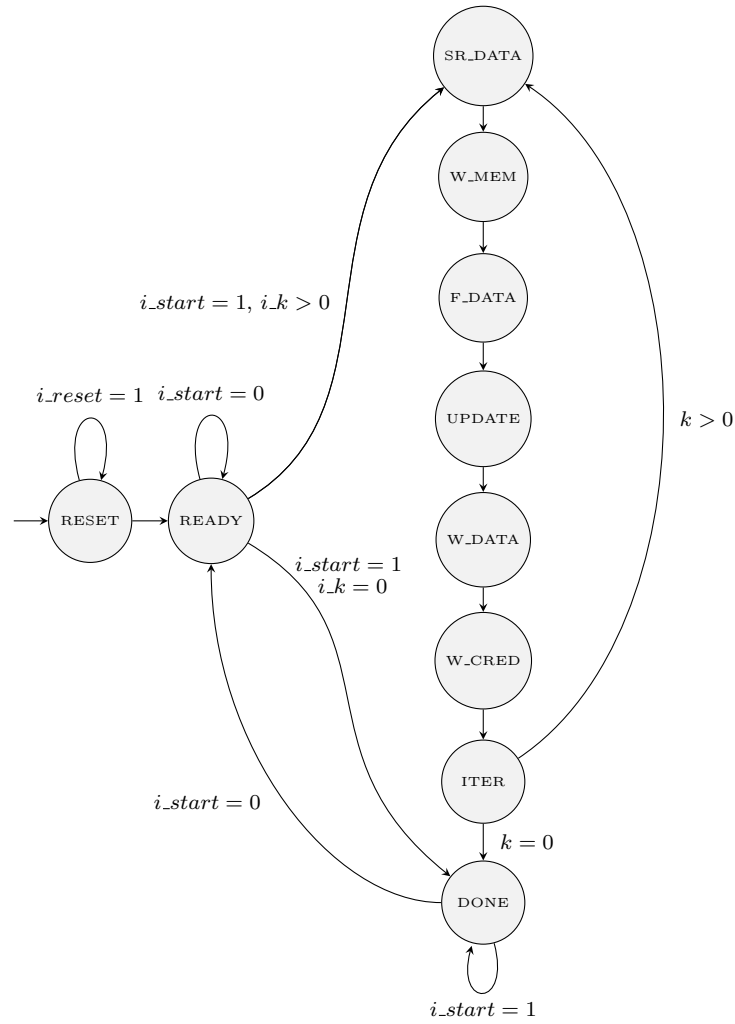 SR_DATA
W_MEM
F_DATA
i_start = 1, i_k > 0
UPDATE
k > 0
i_reset = 1
i_start = 0
RESET
READY
W_DATA
i_start = 1
i_k = 0
W_CRED
ITER
i_start = 0
k = 0
DONE
i_start = 1